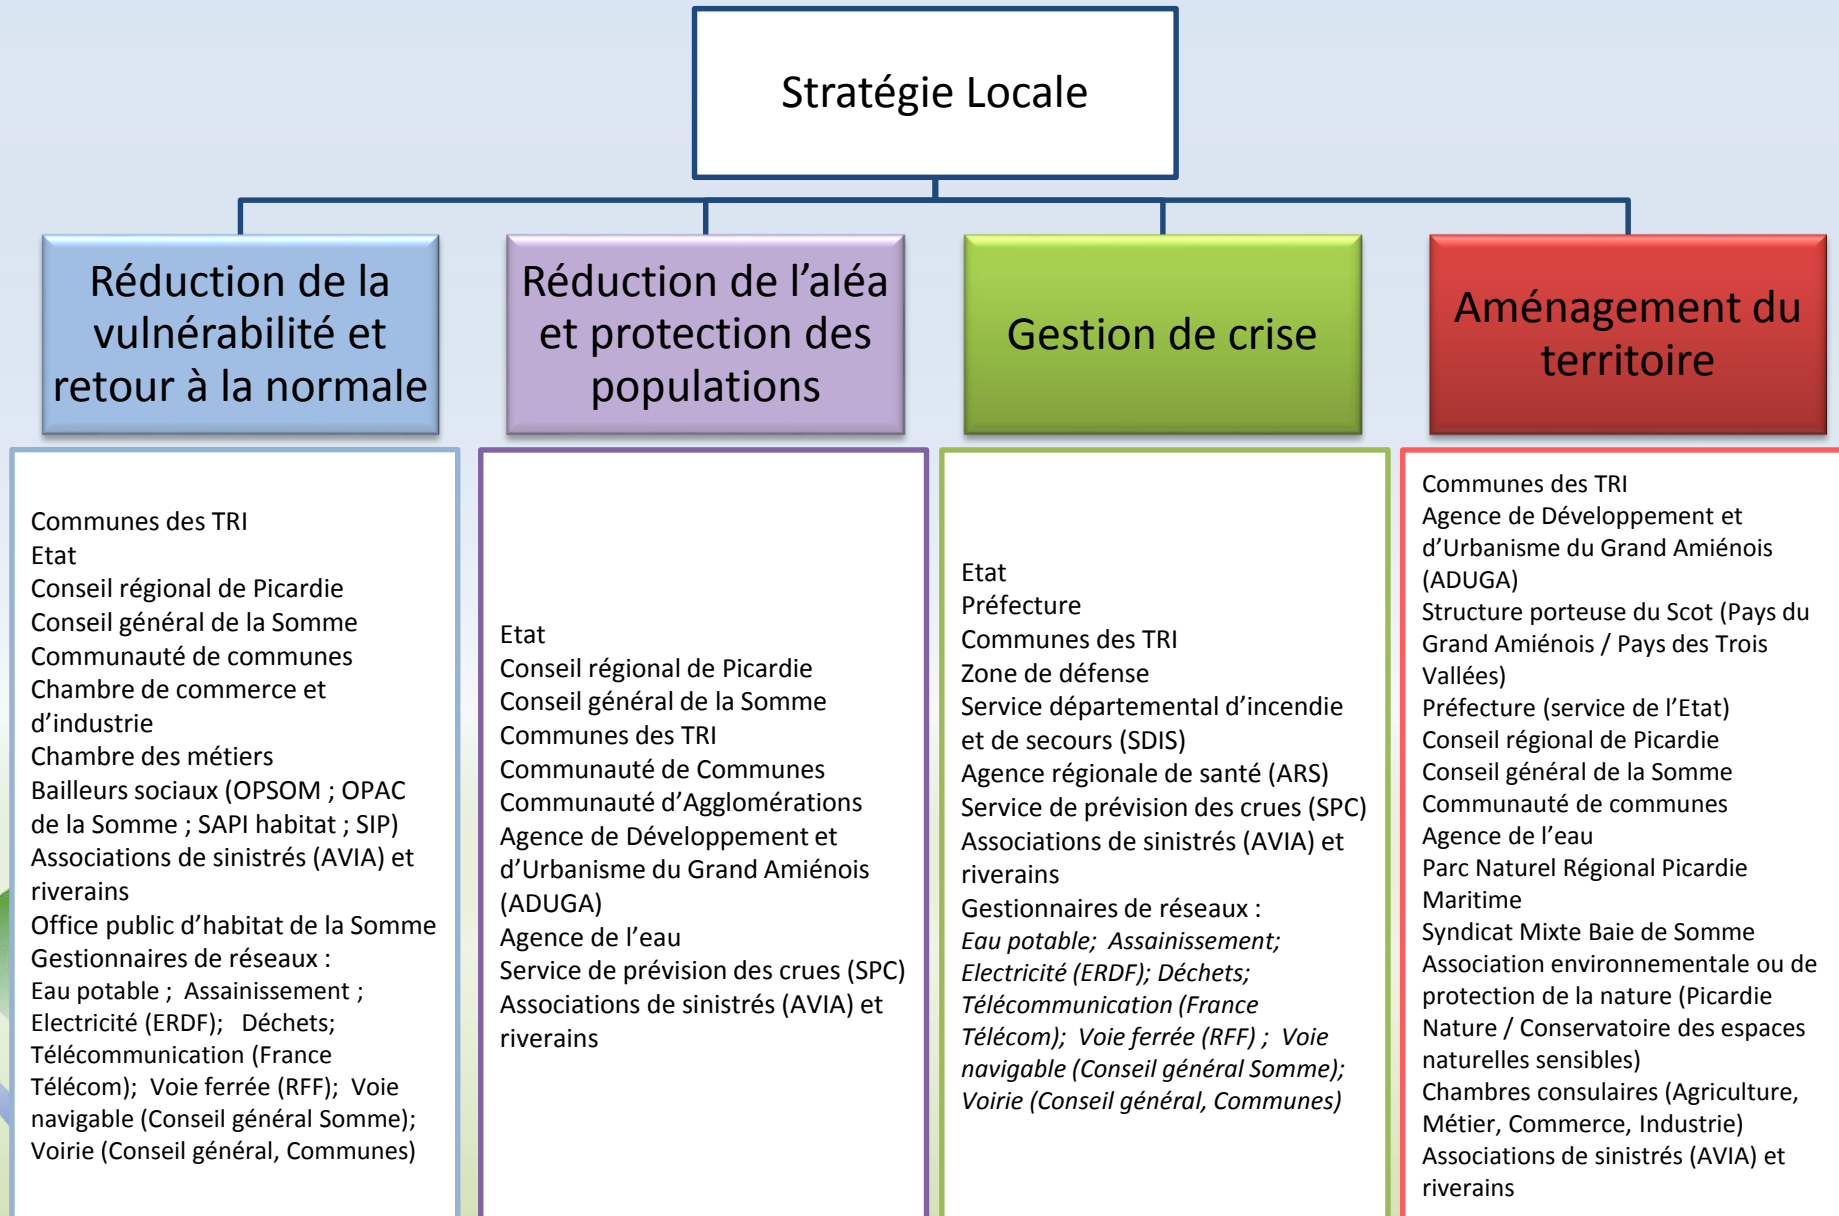 Stratégie Locale
Réduction de la
vulnérabilité et
retour à la normale
Réduction de l’aléa
et protection des
populations
Gestion de crise
Aménagement du
territoire
Communes des TRI
Etat
Conseil régional de Picardie
Conseil général de la Somme
Communauté de communes
Chambre de commerce et
d’industrie
Chambre des métiers
Bailleurs sociaux (OPSOM ; OPAC
de la Somme ; SAPI habitat ; SIP)
Associations de sinistrés (AVIA) et
riverains
Office public d’habitat de la Somme
Gestionnaires de réseaux :
Eau potable ; Assainissement ;
Electricité (ERDF); Déchets;
Télécommunication (France
Télécom); Voie ferrée (RFF); Voie
navigable (Conseil général Somme);
Voirie (Conseil général, Communes)
Etat
Conseil régional de Picardie
Conseil général de la Somme
Communes des TRI
Communauté de Communes
Communauté d’Agglomérations
Agence de Développement et
d’Urbanisme du Grand Amiénois
(ADUGA)
Agence de l’eau
Service de prévision des crues (SPC)
Associations de sinistrés (AVIA) et
riverains
Etat
Préfecture
Communes des TRI
Zone de défense
Service départemental d’incendie
et de secours (SDIS)
Agence régionale de santé (ARS)
Service de prévision des crues (SPC)
Associations de sinistrés (AVIA) et
riverains
Gestionnaires de réseaux :
Eau potable; Assainissement;
Electricité (ERDF); Déchets;
Télécommunication (France
Télécom); Voie ferrée (RFF) ; Voie
navigable (Conseil général Somme);
Voirie (Conseil général, Communes)
Communes des TRI
Agence de Développement et
d’Urbanisme du Grand Amiénois
(ADUGA)
Structure porteuse du Scot (Pays du
Grand Amiénois / Pays des Trois
Vallées)
Préfecture (service de l’Etat)
Conseil régional de Picardie
Conseil général de la Somme
Communauté de communes
Agence de l’eau
Parc Naturel Régional Picardie
Maritime
Syndicat Mixte Baie de Somme
Association environnementale ou de
protection de la nature (Picardie
Nature / Conservatoire des espaces
naturelles sensibles)
Chambres consulaires (Agriculture,
Métier, Commerce, Industrie)
Associations de sinistrés (AVIA) et
riverains